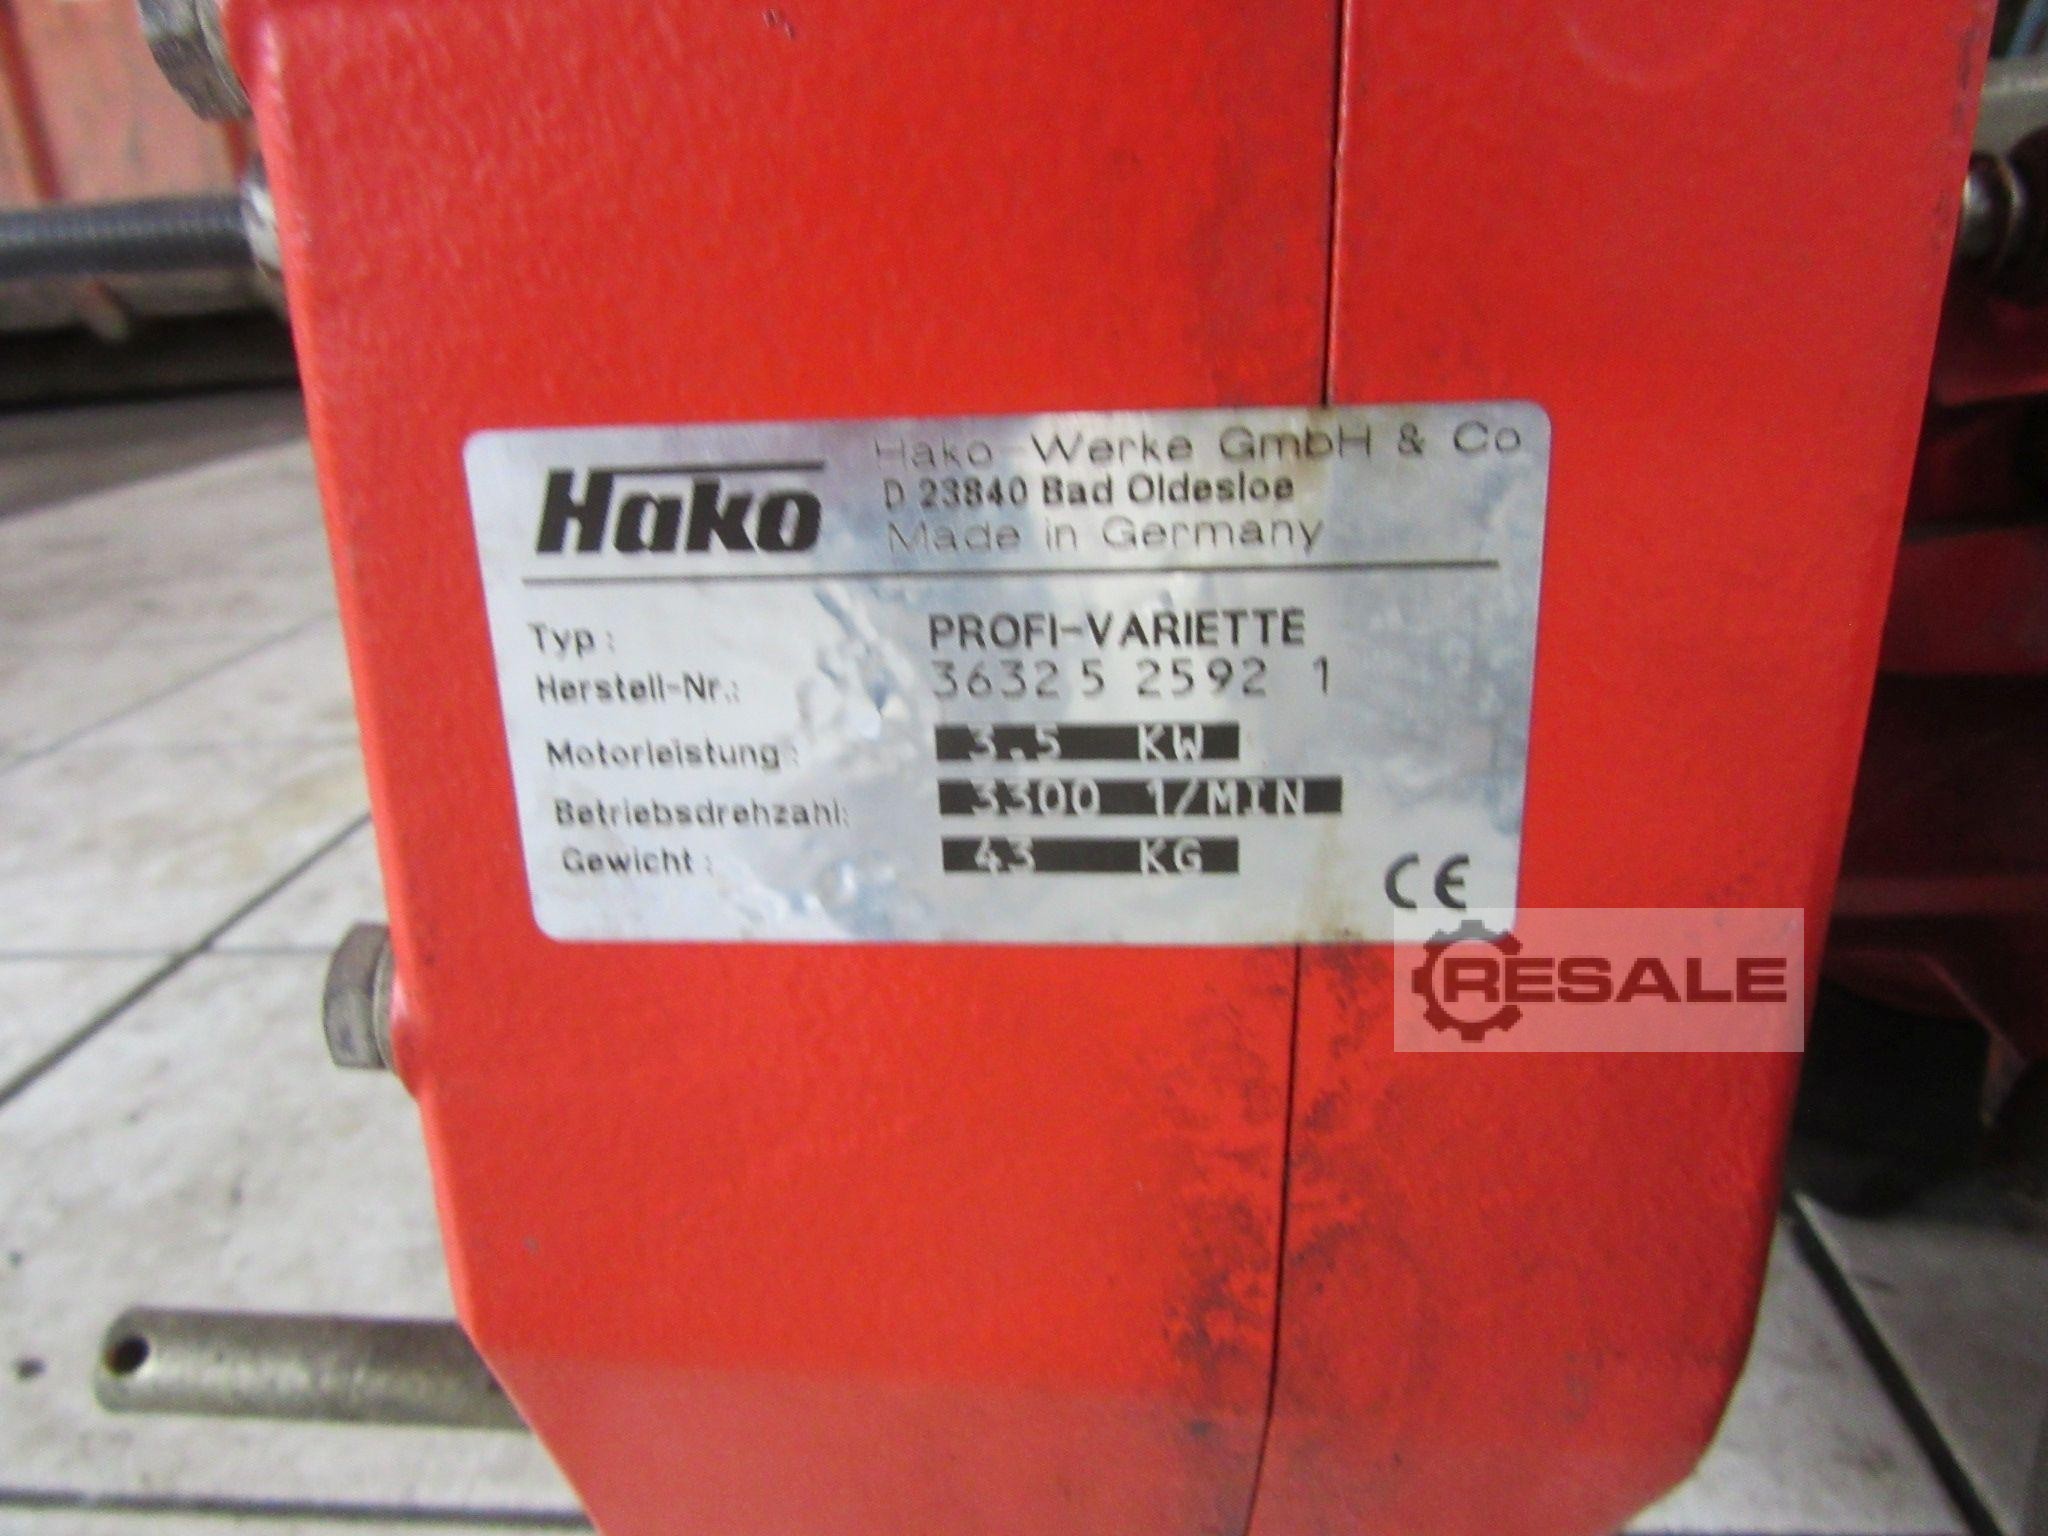 Hako
Hako-Werke GmbH & Co
D 23840 Bad Oldesloe
Made in Germany
Typ: PROFI-VARIETTE
Herstell-Nr.: 3632 5 2592 1
Motorleistung: 3.5 KW
Betriebsdrehzahl: 3300 1/MIN
Gewicht: 43 KG
CE
RESALE